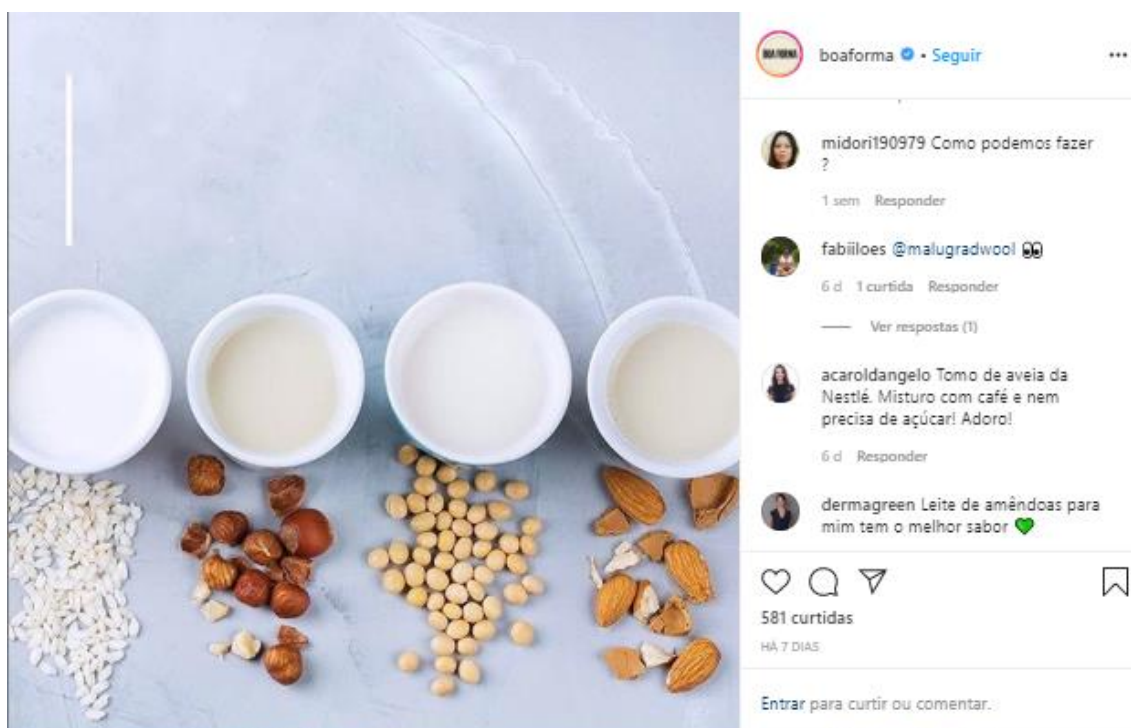 BOA FORMA
boaforma • Seguir
midori190979 Como podemos fazer
?
1 sem Responder
fabiiloes @malugradwool 👀
6 d 1 curtida Responder
Ver respostas (1)
acaroldangelo Tomo de aveia da
Nestlé. Misturo com café e nem
precisa de açúcar! Adoro!
6 d Responder
dermagreen Leite de amêndoas para
mim tem o melhor sabor 💚
581 curtidas
HÁ 7 DIAS
Entrar para curtir ou comentar.